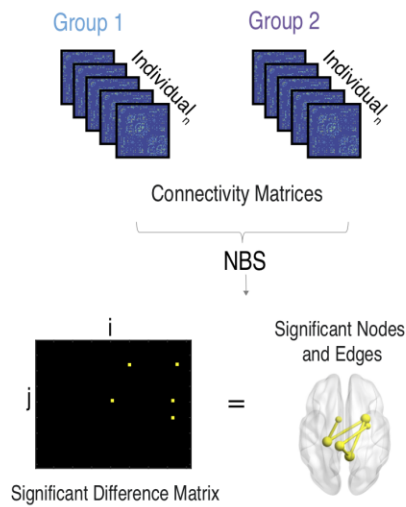 Group 1
Group 2
Individual n
Individual n
Connectivity Matrices
NBS
i
Significant Nodes
and Edges
j
=
Significant Difference Matrix